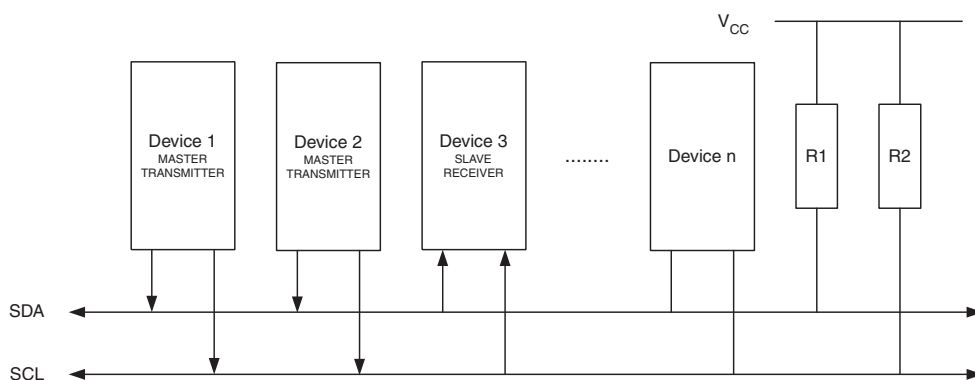 VCC
Device 1
MASTER
TRANSMITTER
Device 2
MASTER
TRANSMITTER
Device 3
SLAVE
RECEIVER
........
Device n
R1
R2
SDA
SCL